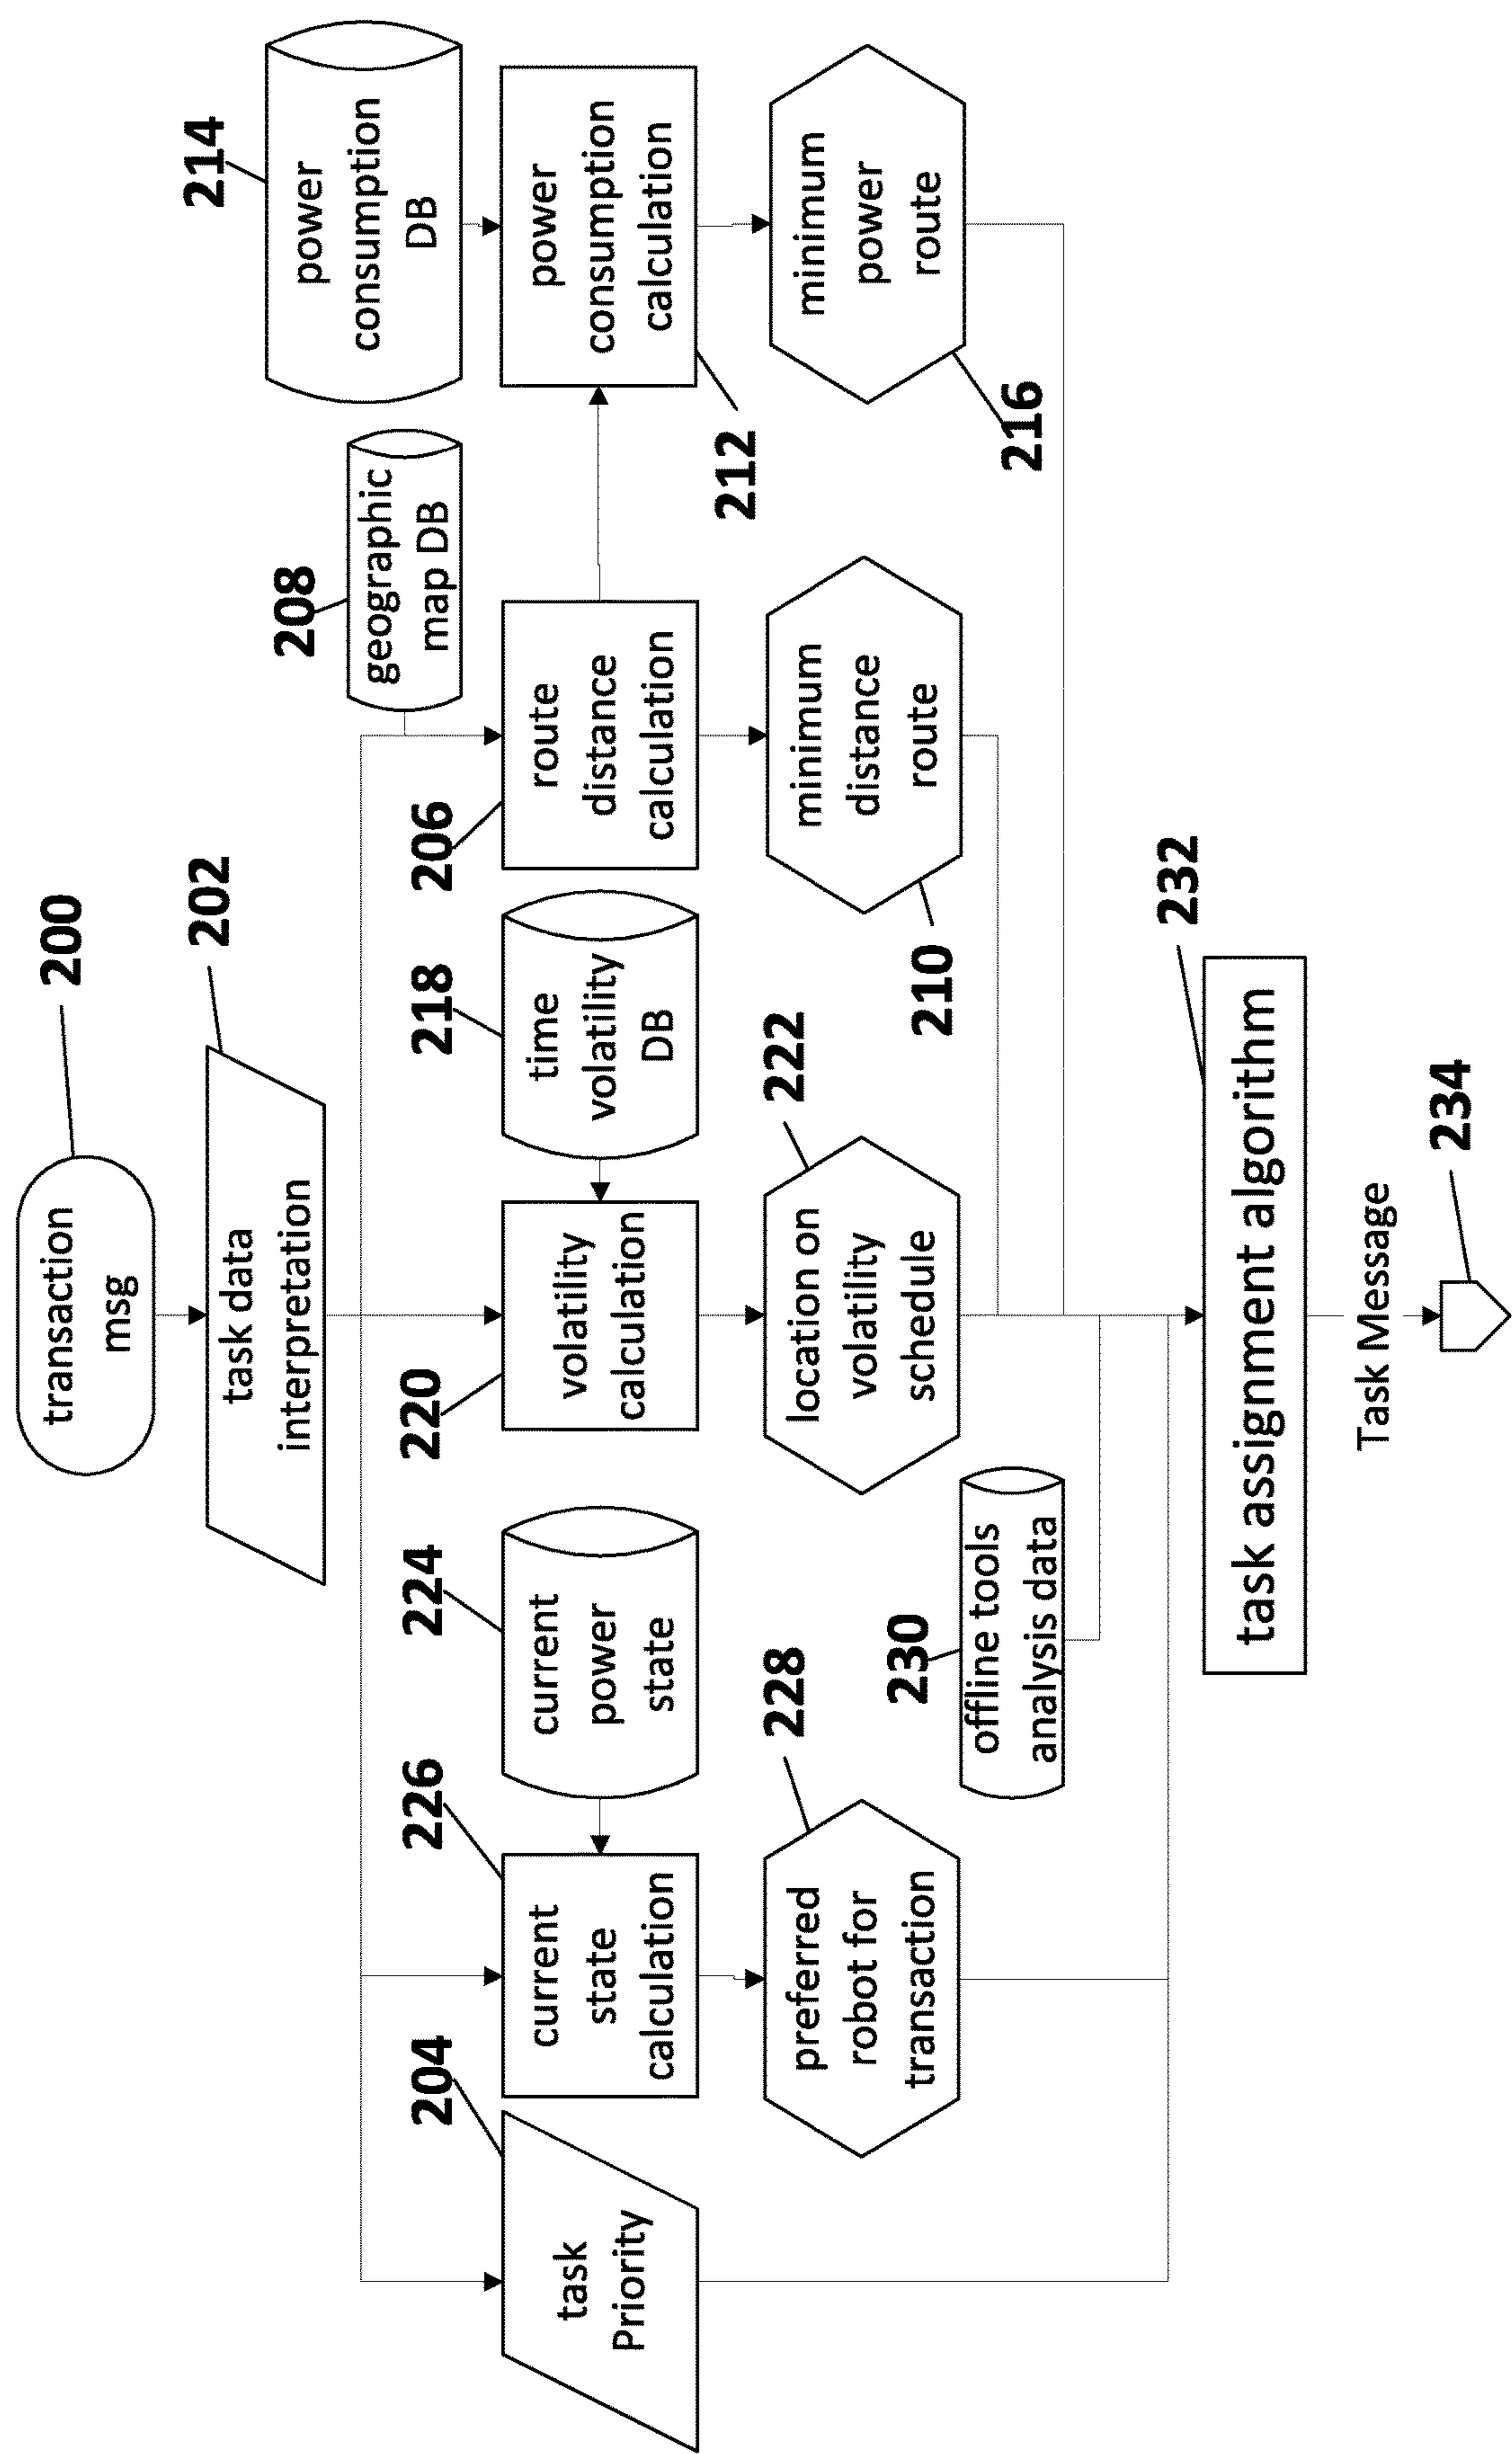 200
transaction
msg
202
task data
interpretation
204
task
Priority
226
current
state
calculation
224
current
power
state
220
volatility
calculation
218
time
volatility
DB
206
route
distance
calculation
208
geographic
map DB
214
power
consumption
DB
212
power
consumption
calculation
228
preferred
robot for
transaction
222
location on
volatility
schedule
210
minimum
distance
route
216
minimum
power
route
230
offline tools
analysis data
232
task assignment algorithm
Task Message
234